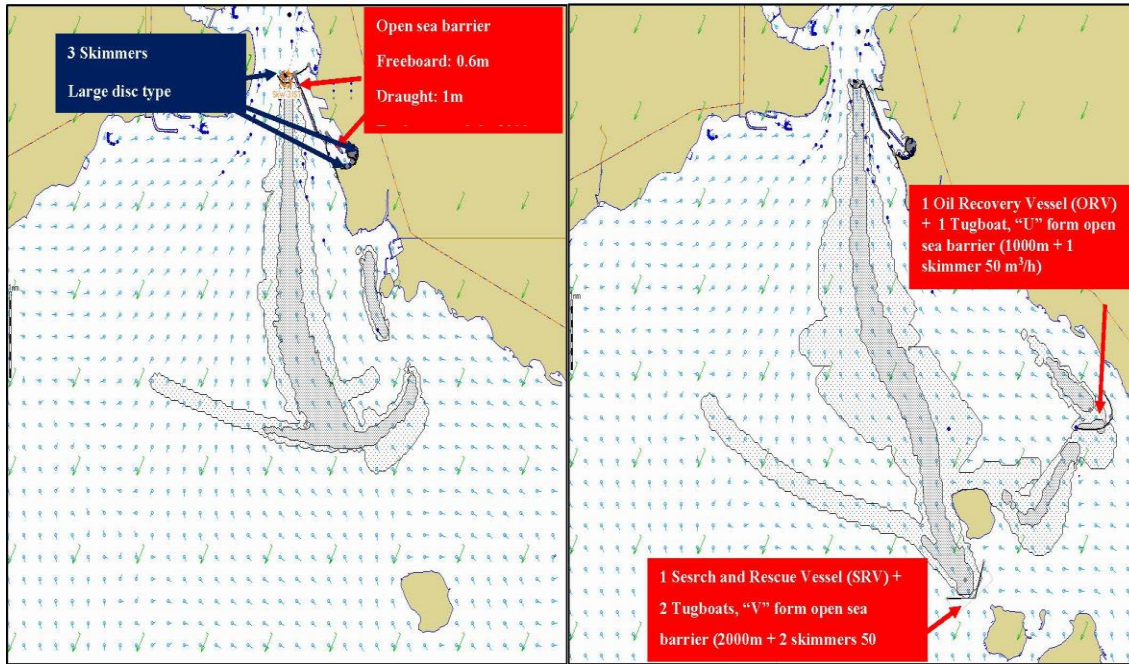 3 Skimmers
Large disc type
Open sea barrier
Freeboard: 0.6m
Draught: 1m
1 Oil Recovery Vessel (ORV)
+ 1 Tugboat, “U” form open
sea barrier (1000m + 1
skimmer 50 m³/h)
1 Sesrch and Rescue Vessel (SRV) +
2 Tugboats, “V” form open sea
barrier (2000m + 2 skimmers 50